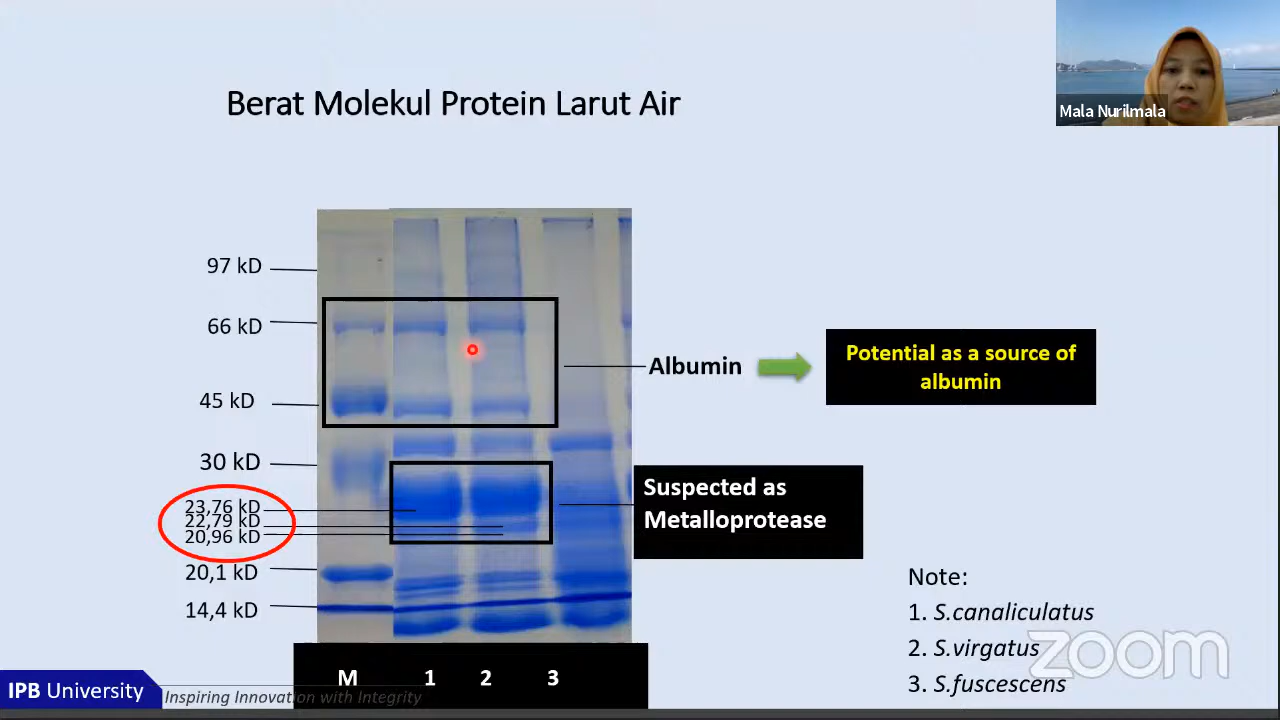 Berat Molekul Protein Larut Air
Mala Nurilmala
97 kD
66 kD
45 kD
30 kD
23,76 kD
22,79 kD
20,96 kD
20,1 kD
14,4 kD
Albumin
Potential as a source of
albumin
Suspected as
Metalloprotease
M 1 2 3
Note:
1. S.canaliculatus
2. S.virgatus
3. S.fuscescens
zoom
IPB University
Inspiring Innovation with Integrity